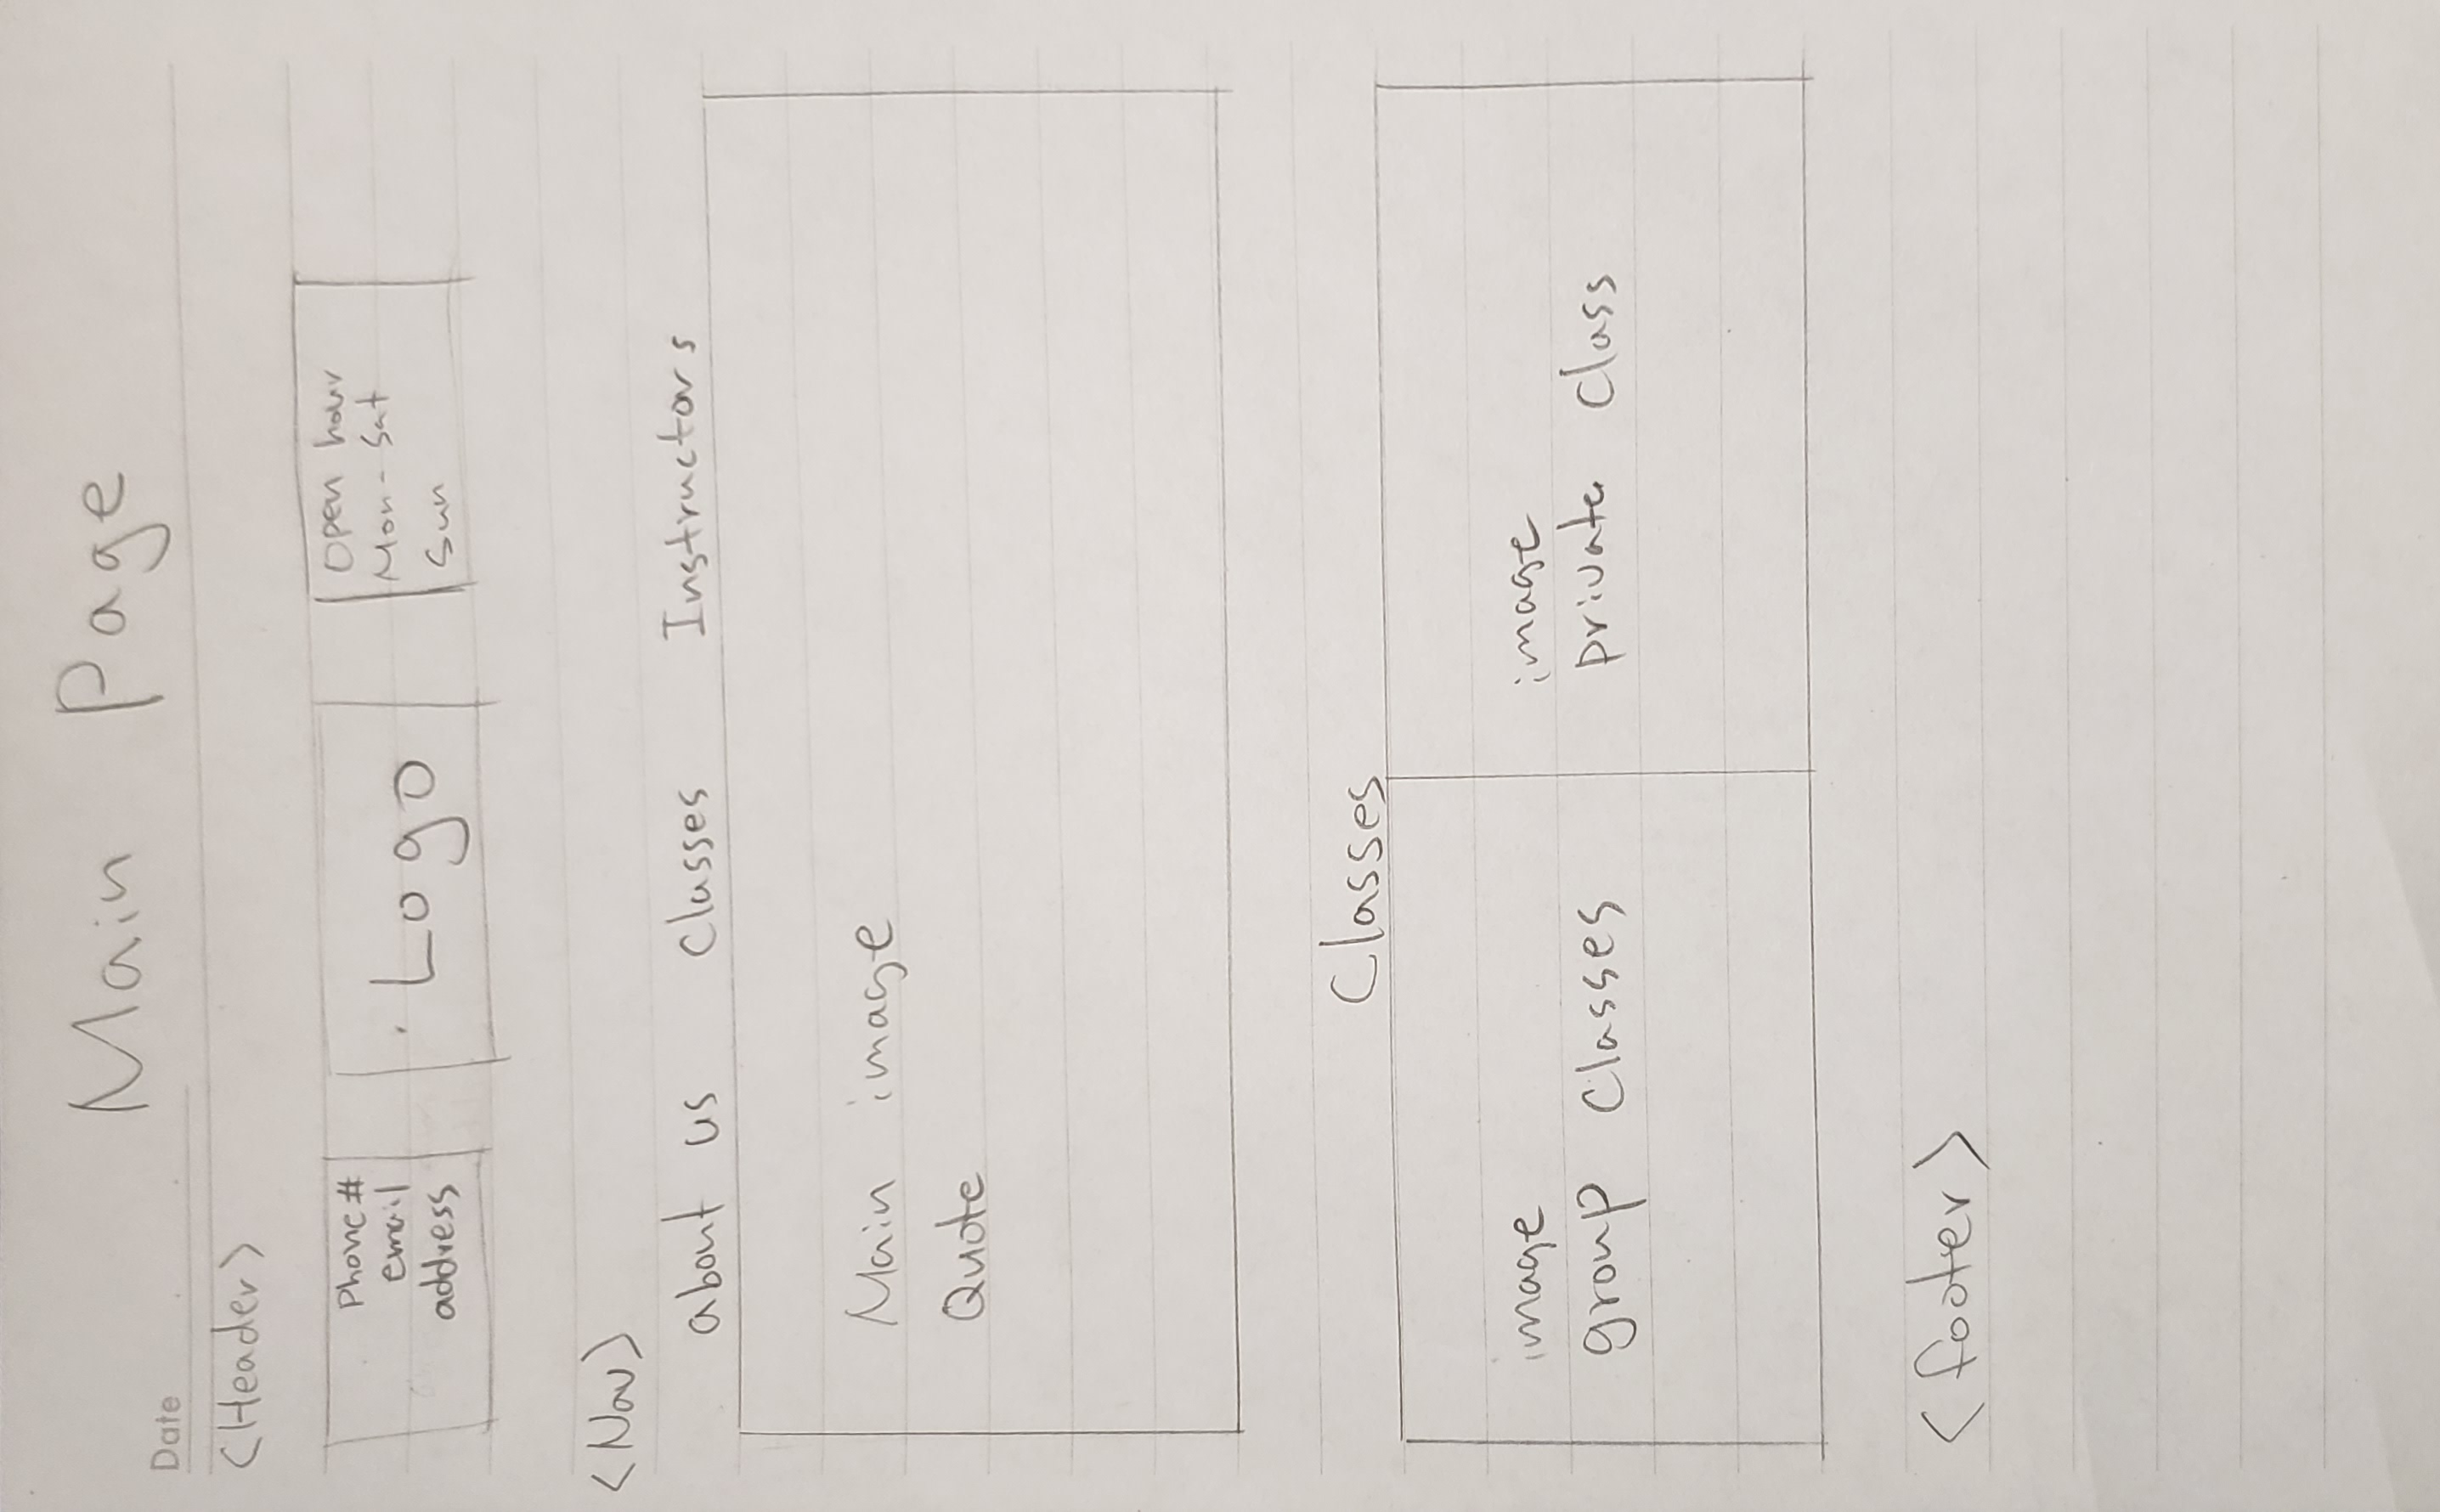 Main Page
Date
<Header>
Phone#
email
address
Logo
Open hour
Mon-Sat
Sun
<Nav>
about us Classes Instructors
Main image
Quote
Classes
image
group Classes
image
private Class
<footer>